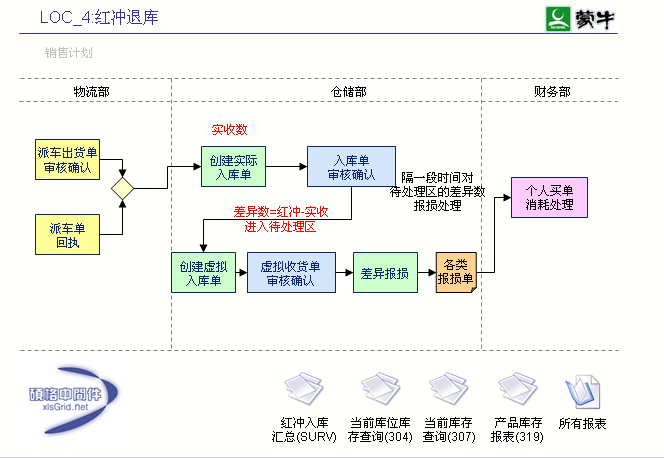 LOC_4:红冲退库
蒙牛
销售计划
物流部
仓储部
财务部
实收数
派车出货单
审核确认
创建实际
入库单
入库单
审核确认
隔一段时间对
待处理区的差异数
报损处理
个人买单
消耗处理
派车单
回执
差异数=红冲-实收
进入待处理区
创建虚拟
入库单
虚拟收货单
审核确认
差异报损
各类
报损单
碩格中間件
xlsGrid.net
红冲入库
汇总(SURV)
当前库位库
存查询(304)
当前库存
查询(307)
产品库存
报表(319)
所有报表